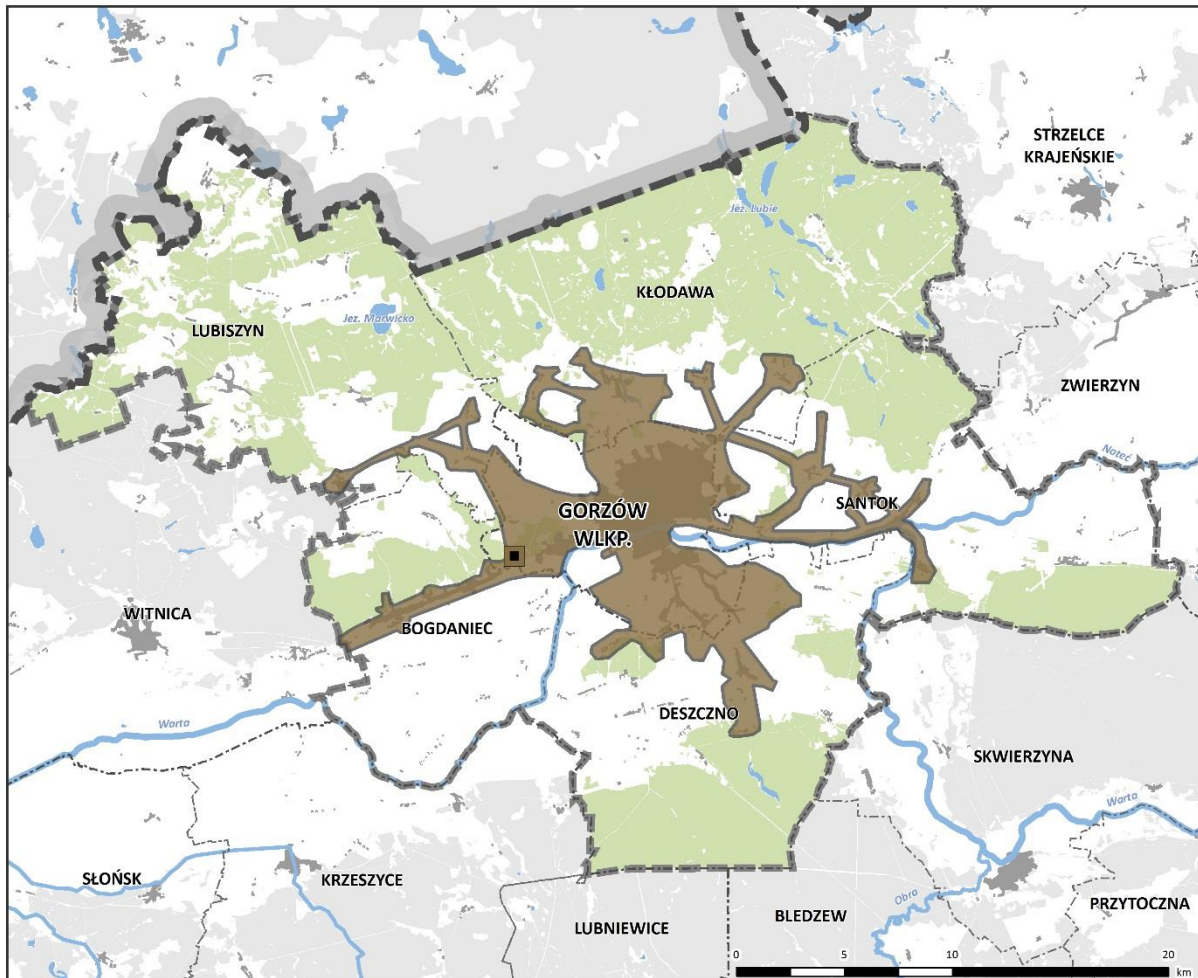 STRZELCE
KRAJEŃSKIE
Jez. Lubie
KŁODAWA
Jez. Marwicko
LUBISZYN
ZWIERZYN
Noteć
SANTOK
GORZÓW
WLKP.
WITNICA
BOGDANIEC
DESZCZNO
Warta
SKWIERZYNA
Warta
SŁOŃSK
KRZESZYCE
Obra
PRZYTOCZNA
BLEDZEW
LUBNIEWICE
0 5 10 20
km